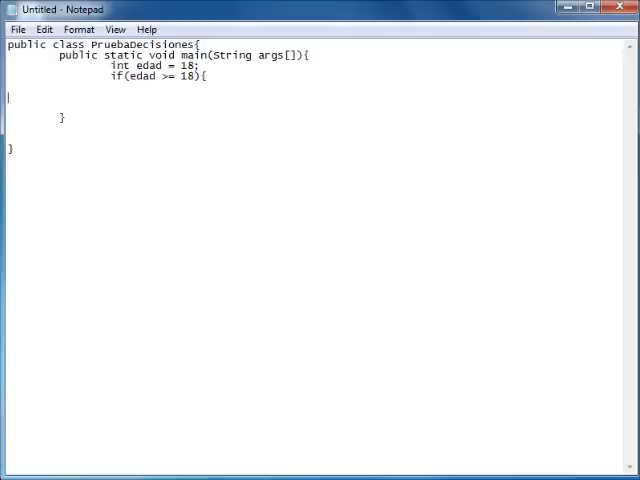 Untitled - Notepad
File Edit Format View Help
public class PruebaDecisiones{
public static void main(String args[]){
int edad = 18;
if(edad >= 18){
}
}